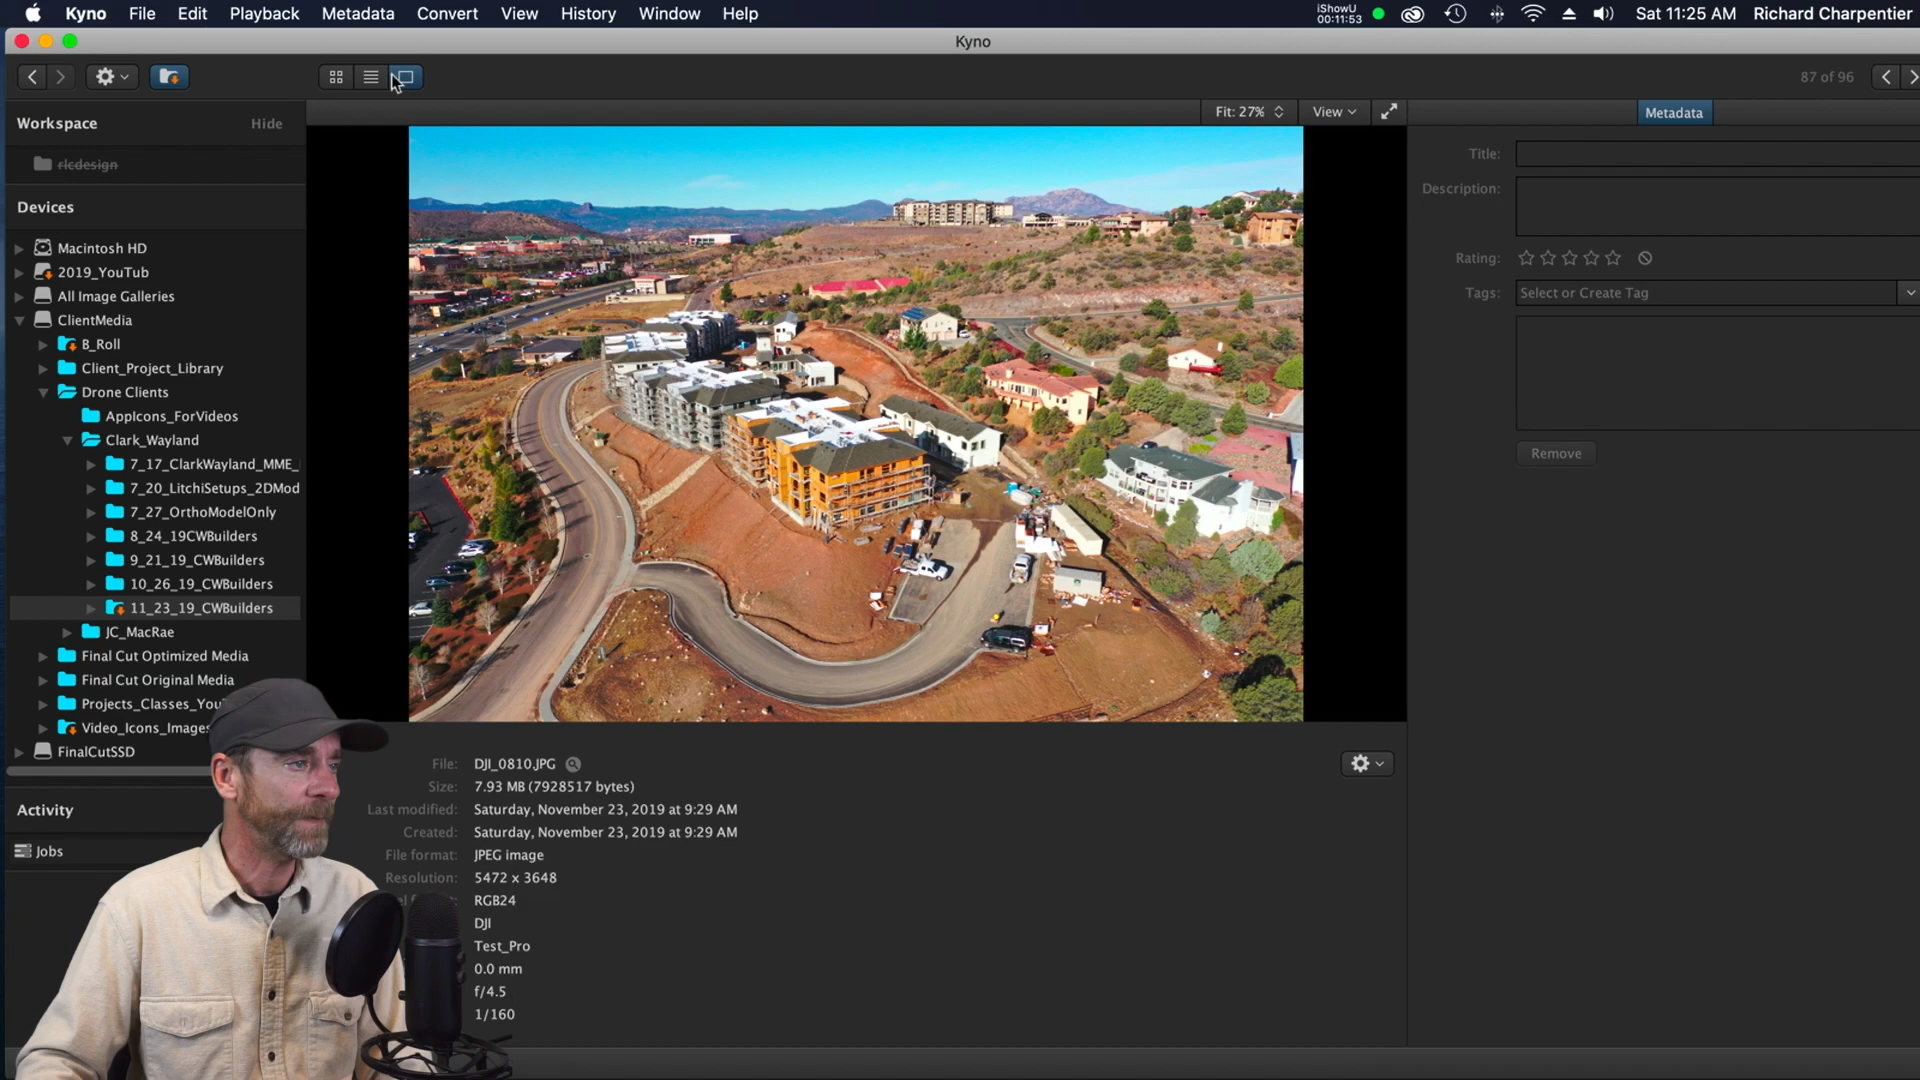 Kyno File Edit Playback Metadata Convert View History Window Help iShowU 00:11:53 Sat 11:25 AM Richard Charpentier
Kyno
87 of 96
Workspace Hide
Fit: 27% View
Metadata
rlcdesign
Devices
Macintosh HD
2019_YouTub
All Image Galleries
ClientMedia
B_Roll
Client_Project_Library
Drone Clients
AppIcons_ForVideos
Clark_Wayland
7_17_ClarkWayland_MME_
7_20_LitchiSetups_2DMod
7_27_OrthoModelOnly
8_24_19CWBuilders
9_21_19_CWBuilders
10_26_19_CWBuilders
11_23_19_CWBuilders
JC_MacRae
Final Cut Optimized Media
Final Cut Original Media
Projects_Classes_You
Video_Icons_Images
FinalCutSSD
Activity
Jobs
Title:
Description:
Rating:
Tags: Select or Create Tag
Remove
File: DJI_0810.JPG
Size: 7.93 MB (7928517 bytes)
Last modified: Saturday, November 23, 2019 at 9:29 AM
Created: Saturday, November 23, 2019 at 9:29 AM
File format: JPEG image
Resolution: 5472 x 3648
RGB24
DJI
Test_Pro
0.0 mm
f/4.5
1/160